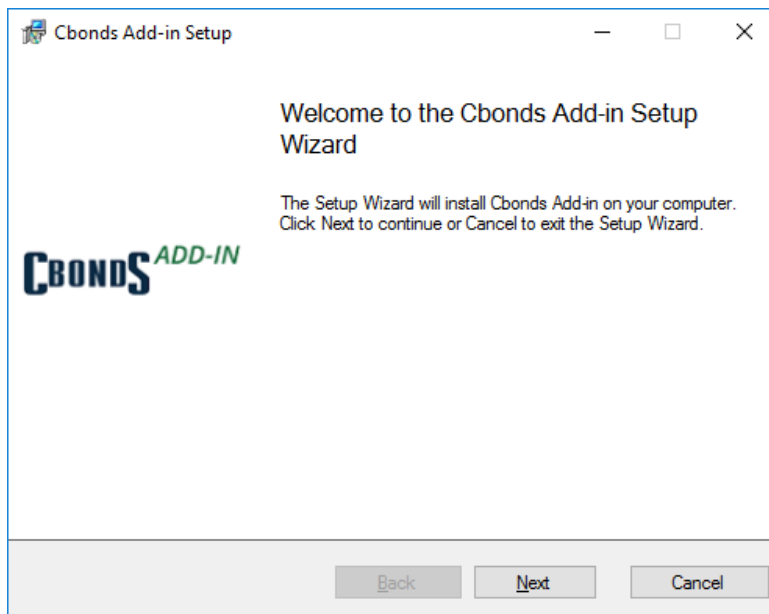 Cbonds Add-in Setup
Welcome to the Cbonds Add-in Setup
Wizard
The Setup Wizard will install Cbonds Add-in on your computer.
Click Next to continue or Cancel to exit the Setup Wizard.
CBONDS ADD-IN
Back Next Cancel